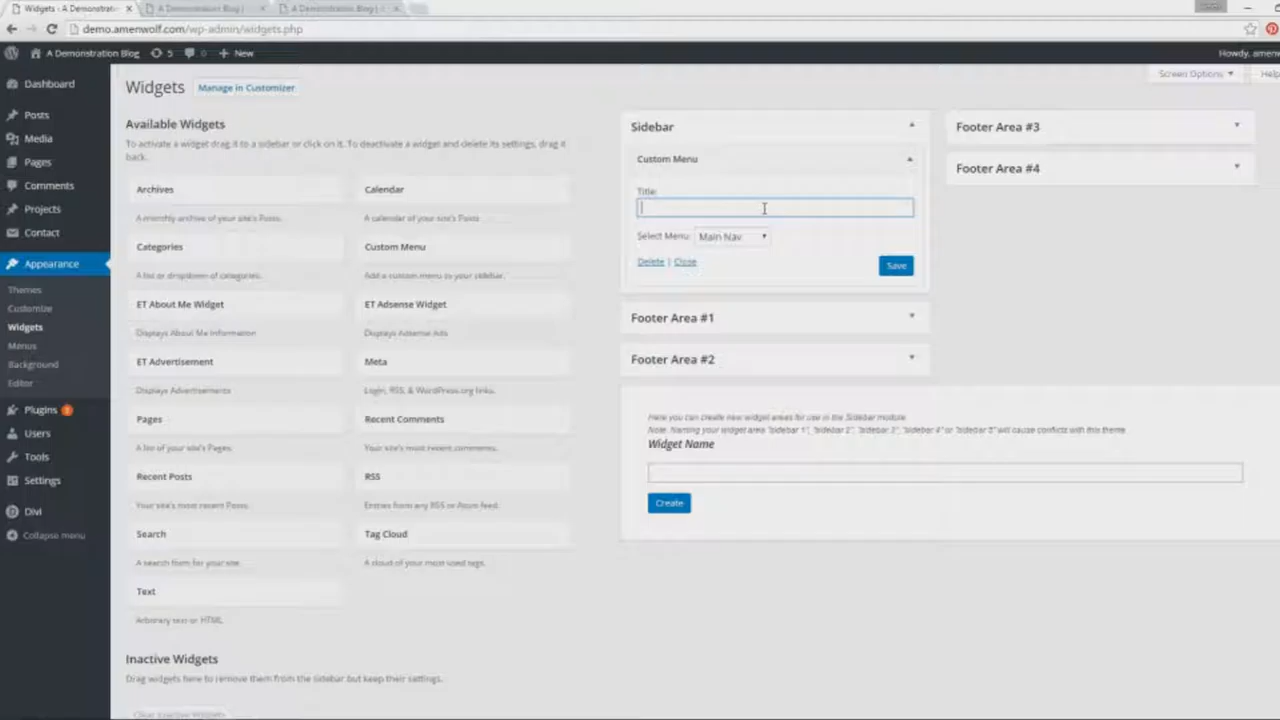 Widgets - A Demonstrati
A Demonstration Blog |
A Demonstration Blog |
demo.amenwolf.com/wp-admin/widgets.php
A Demonstration Blog 5 0 + New
Howdy, amenw
Dashboard
Posts
Media
Pages
Comments
Projects
Contact
Appearance
Themes
Customize
Widgets
Menus
Background
Editor
Plugins
Users
Tools
Settings
Divi
Collapse menu
Screen Options
Help
Widgets
Manage in Customizer
Available Widgets
To activate a widget drag it to a sidebar or click on it. To deactivate a widget and delete its settings, drag it
back.
Archives
A monthly archive of your site's Posts.
Calendar
A calendar of your site's Posts.
Categories
A list or dropdown of categories.
Custom Menu
Add a custom menu to your sidebar.
ET About Me Widget
Displays About Me Information
ET Adsense Widget
Displays Adsense Ads
ET Advertisement
Displays Advertisements
Meta
Login, RSS, & WordPress.org links.
Pages
A list of your site's Pages.
Recent Comments
Your site's most recent comments.
Recent Posts
Your site's most recent Posts.
RSS
Entries from any RSS or Atom feed.
Search
A search form for your site.
Tag Cloud
A cloud of your most used tags.
Text
Arbitrary text or HTML.
Inactive Widgets
Drag widgets here to remove them from the sidebar but keep their settings.
Clear Inactive Widgets
Sidebar
Custom Menu
Title:
Select Menu: Main Nav
Delete | Close
Save
Footer Area #1
Footer Area #2
Footer Area #3
Footer Area #4
Here you can create new widget areas for use in the Sidebar module.
Note: Naming your widget area "sidebar 1", "sidebar 2", "sidebar 3", "sidebar 4" or "sidebar 5" will cause conflicts with this theme
Widget Name
Create